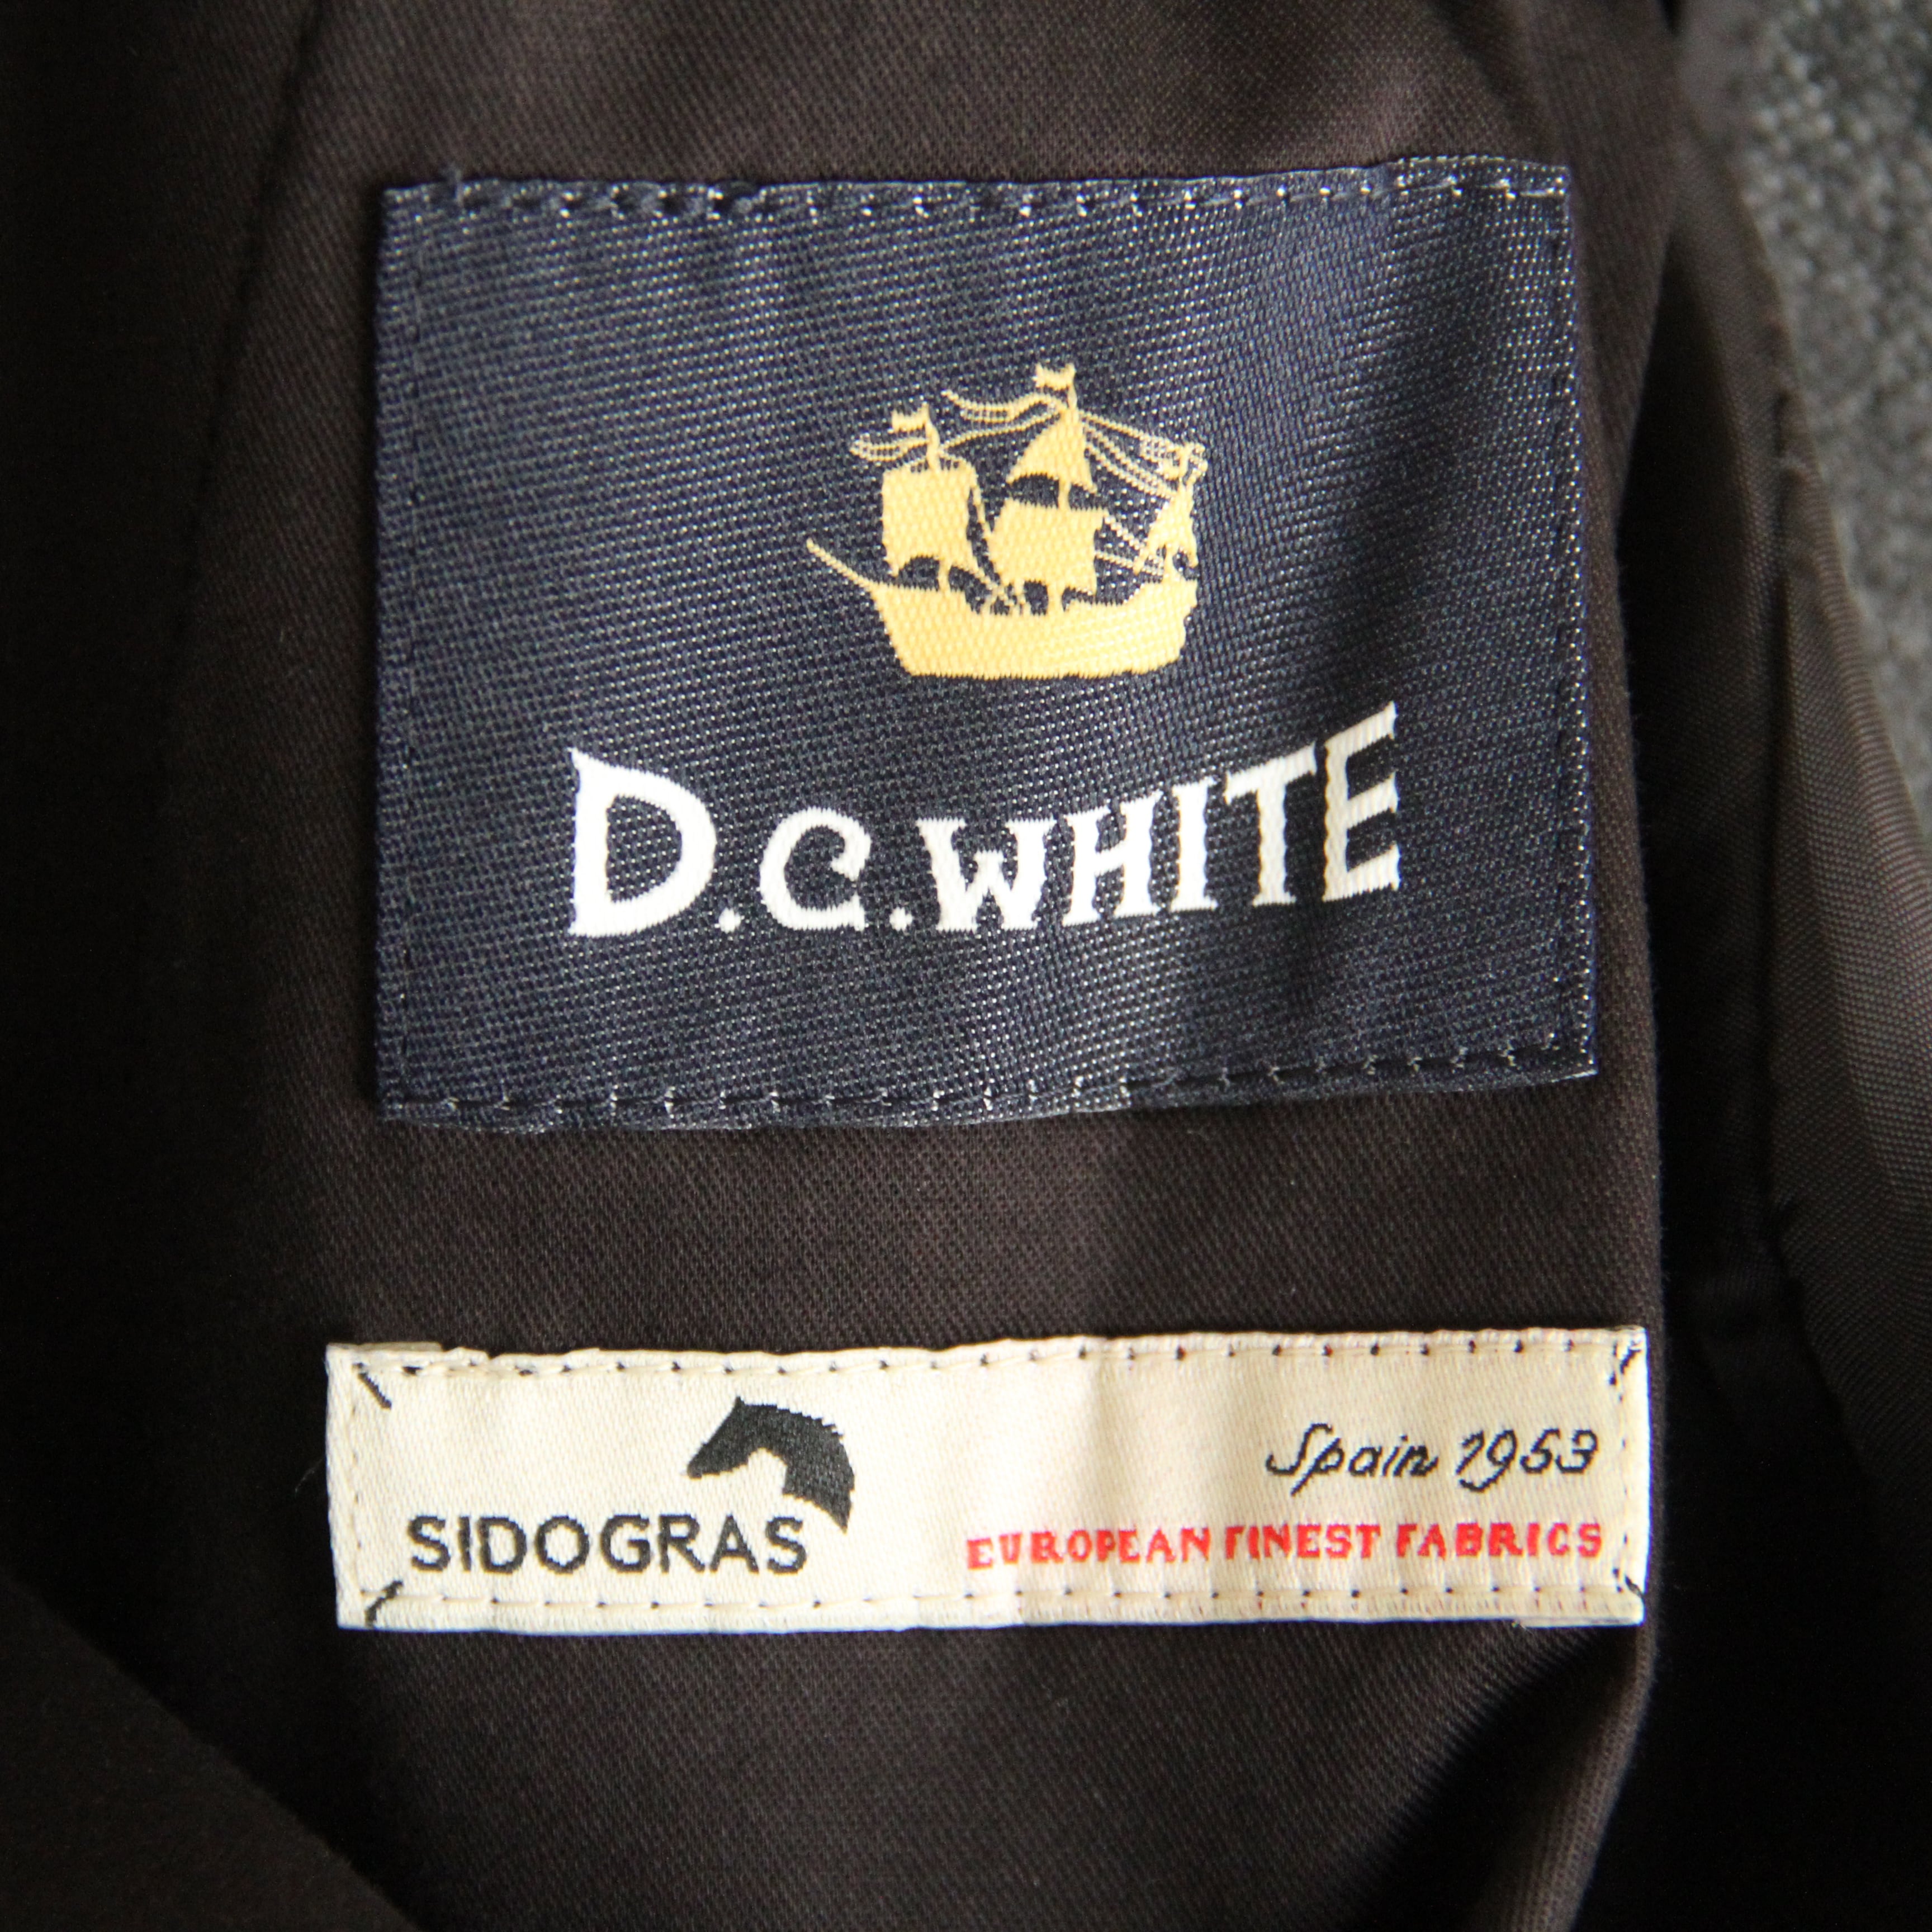 D.C.WHITE
Spain 1953
SIDOGRAS
EUROPEAN FINEST FABRICS